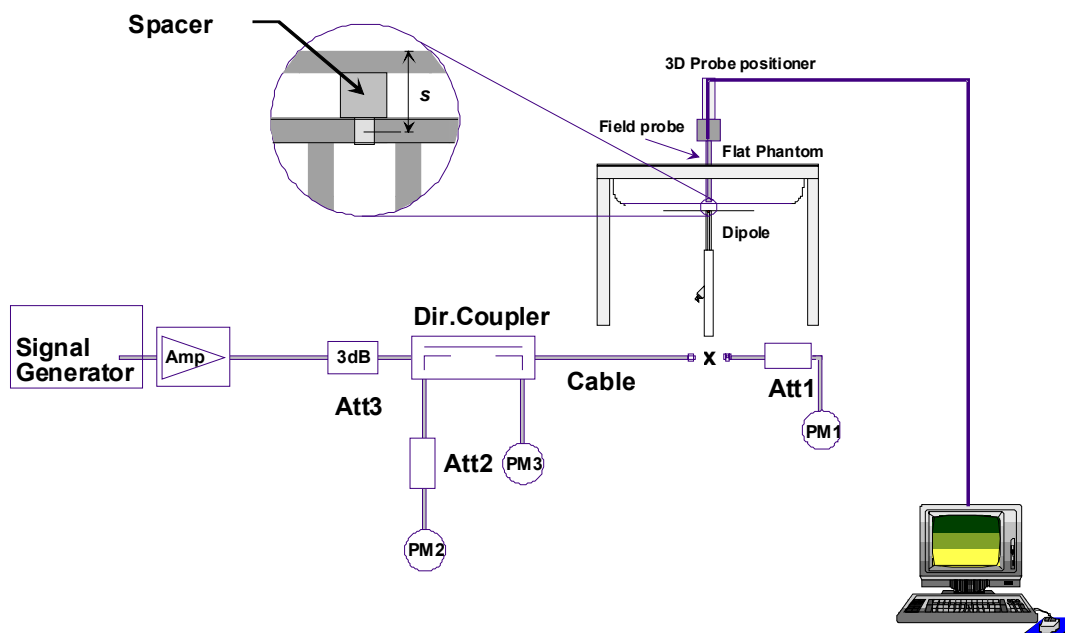 Spacer
s
3D Probe positioner
Field probe
Flat Phantom
Dipole
Dir.Coupler
Signal
Generator
Amp
3dB
Att3
Cable
x
Att1
PM1
Att2
PM3
PM2